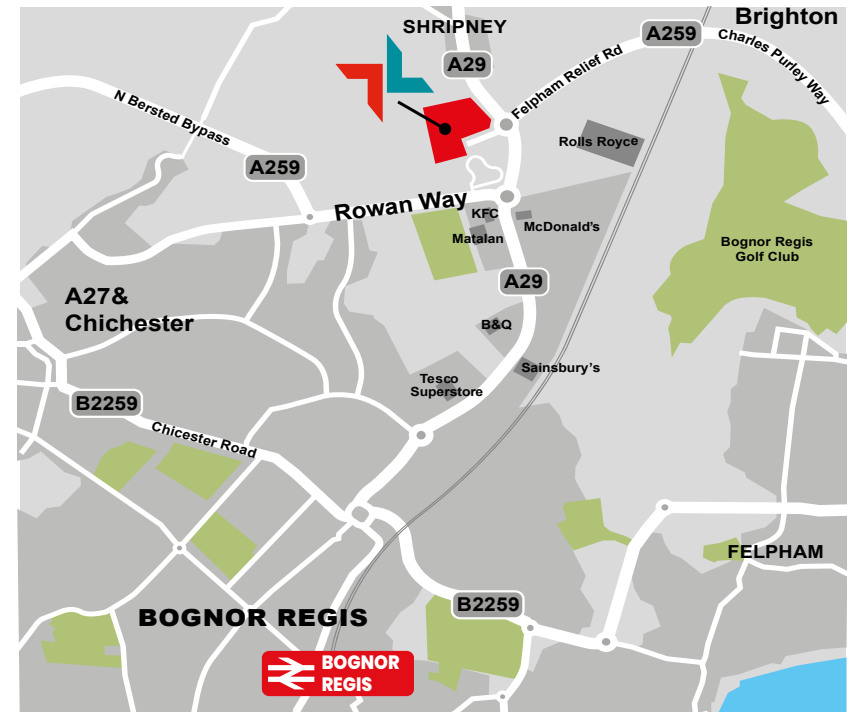 Brighton
SHRIPNEY
A259
Charles Purley Way
A29
Felpham Relief Rd
N Bersted Bypass
Rolls Royce
A259
Rowan Way
KFC
McDonald's
Matalan
Bognor Regis
Golf Club
A29
A27&
Chichester
B&Q
Sainsbury's
Tesco
Superstore
B2259
Chicester Road
FELPHAM
B2259
BOGNOR REGIS
BOGNOR
REGIS